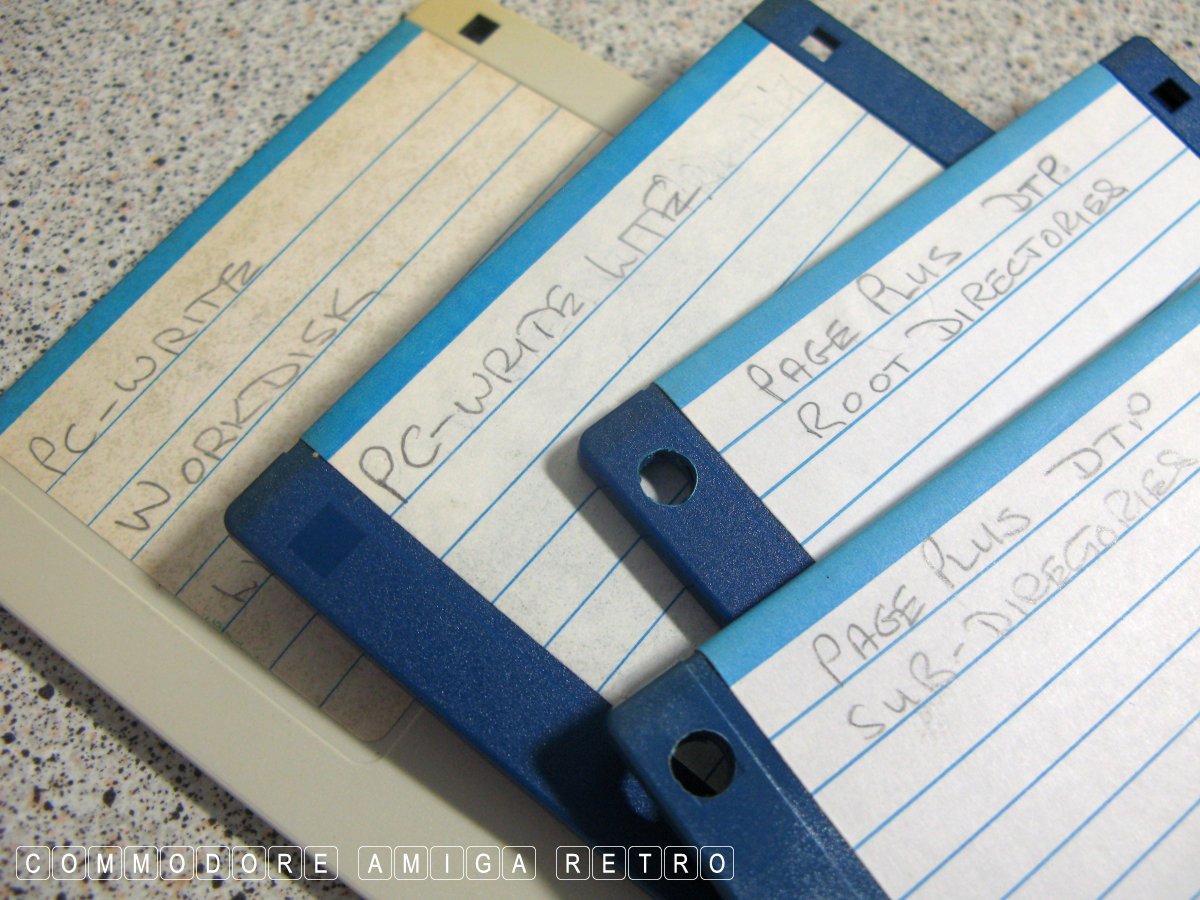 PC-WRITE
WORKDISK
PC-WRITE LITE
PAGE PLUS DTP
ROOT DIRECTORIES
PAGE PLUS DTP
SUB-DIRECTORIES
COMMODORE AMIGA RETRO